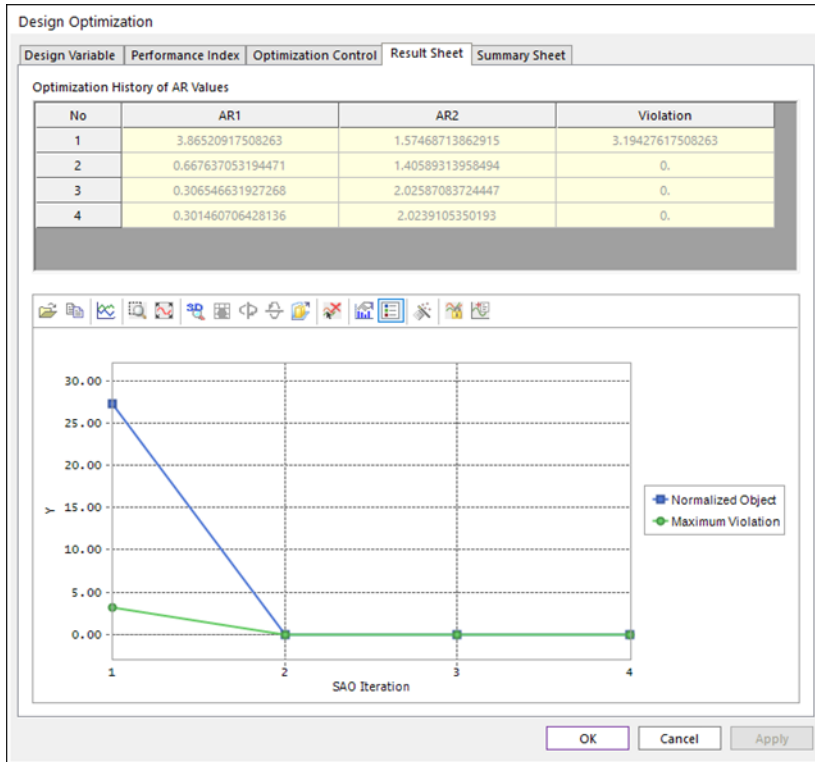 Design Optimization
Design Variable Performance Index Optimization Control Result Sheet Summary Sheet
Optimization History of AR Values
No AR1 AR2 Violation
1 3.86520917508263 1.57468713862915 3.19427617508263
2 0.667637053194471 1.40589313958494 0.
3 0.306546631927268 2.02587083724447 0.
4 0.301460706428136 2.0239105350193 0.
3D
30.00
25.00
20.00
Y 15.00
10.00
5.00
0.00
Normalized Object
Maximum Violation
1 2 3 4
SAO Iteration
OK Cancel Apply